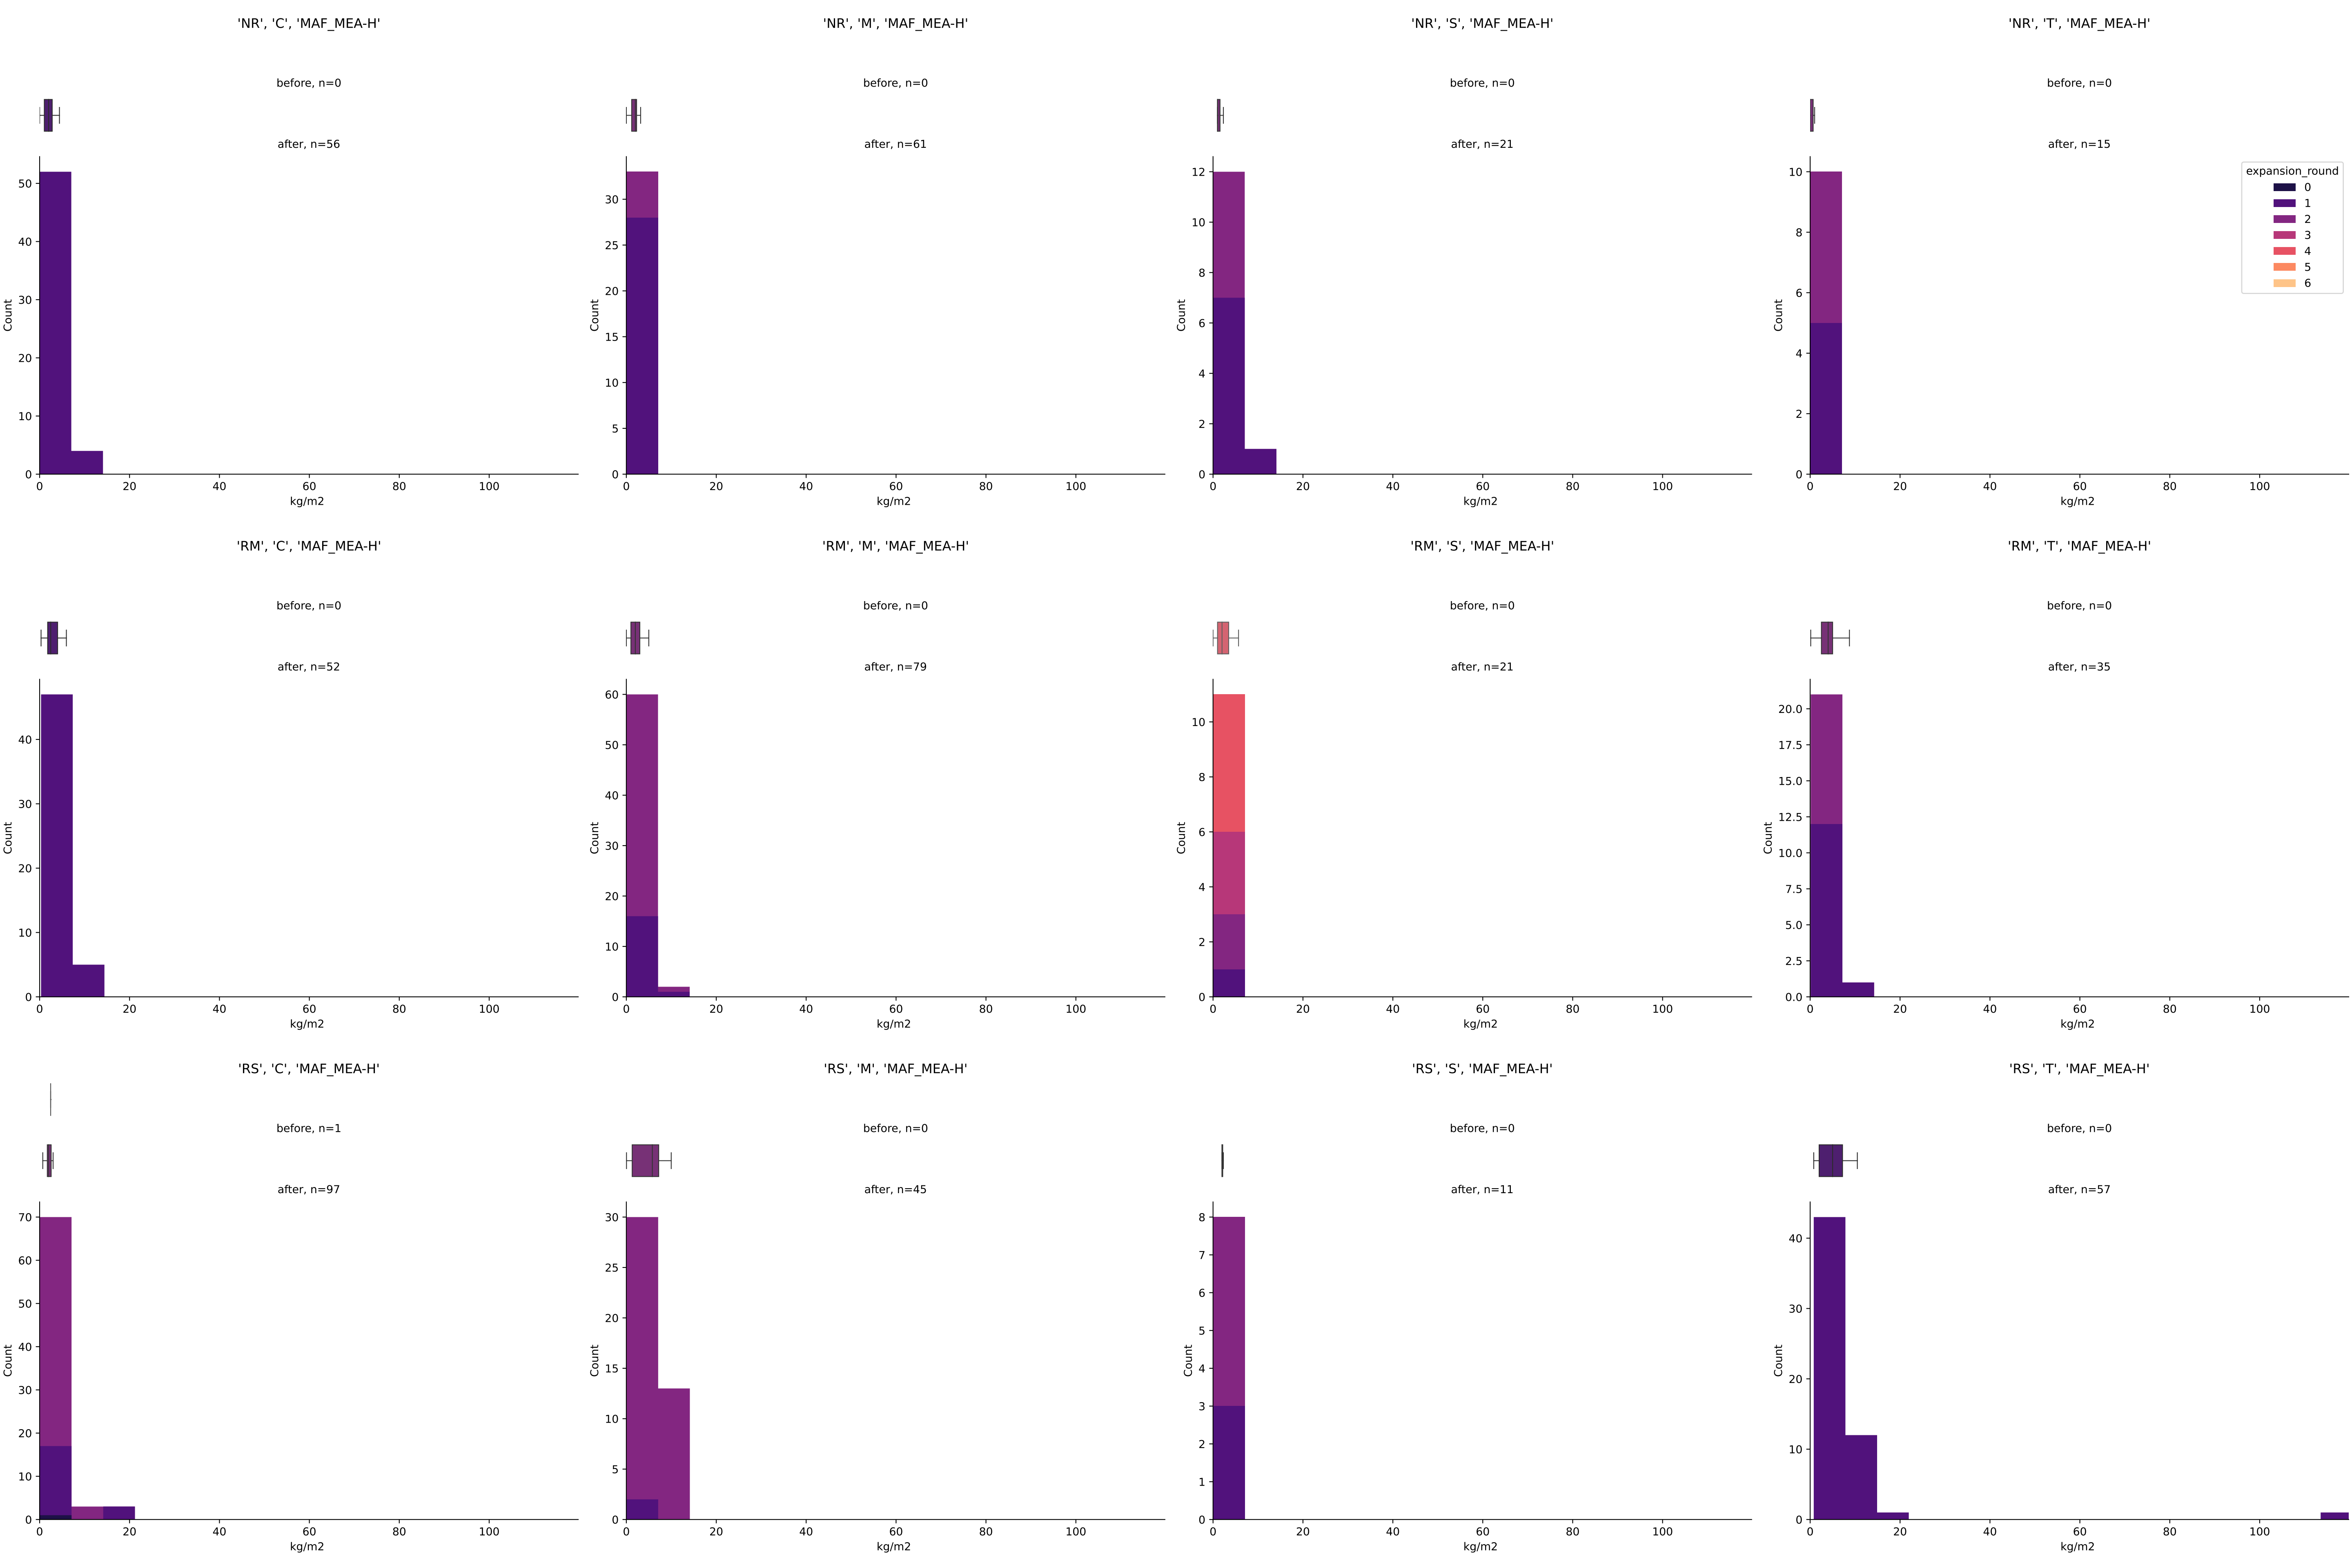 'NR', 'C', 'MAF_MEA-H'
before, n=0
after, n=56
50
40
30
20
10
0
Count
0 20 40 60 80 100
kg/m2
'NR', 'M', 'MAF_MEA-H'
before, n=0
after, n=61
30
25
20
15
10
5
0
Count
0 20 40 60 80 100
kg/m2
'NR', 'S', 'MAF_MEA-H'
before, n=0
after, n=21
12
10
8
6
4
2
0
Count
0 20 40 60 80 100
kg/m2
'NR', 'T', 'MAF_MEA-H'
before, n=0
after, n=15
10
8
6
4
2
0
Count
expansion_round
0
1
2
3
4
5
6
0 20 40 60 80 100
kg/m2
'RM', 'C', 'MAF_MEA-H'
before, n=0
after, n=52
40
30
20
10
0
Count
0 20 40 60 80 100
kg/m2
'RM', 'M', 'MAF_MEA-H'
before, n=0
after, n=79
60
50
40
30
20
10
0
Count
0 20 40 60 80 100
kg/m2
'RM', 'S', 'MAF_MEA-H'
before, n=0
after, n=21
10
8
6
4
2
0
Count
0 20 40 60 80 100
kg/m2
'RM', 'T', 'MAF_MEA-H'
before, n=0
after, n=35
20.0
17.5
15.0
12.5
10.0
7.5
5.0
2.5
0.0
Count
0 20 40 60 80 100
kg/m2
'RS', 'C', 'MAF_MEA-H'
before, n=1
after, n=97
70
60
50
40
30
20
10
0
Count
0 20 40 60 80 100
kg/m2
'RS', 'M', 'MAF_MEA-H'
before, n=0
after, n=45
30
25
20
15
10
5
0
Count
0 20 40 60 80 100
kg/m2
'RS', 'S', 'MAF_MEA-H'
before, n=0
after, n=11
8
7
6
5
4
3
2
1
0
Count
0 20 40 60 80 100
kg/m2
'RS', 'T', 'MAF_MEA-H'
before, n=0
after, n=57
40
30
20
10
0
Count
0 20 40 60 80 100
kg/m2